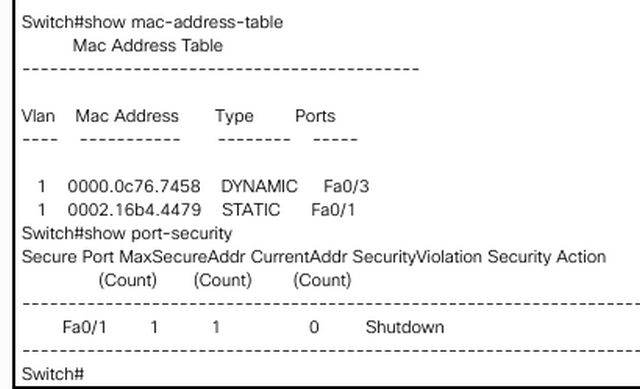 Switch#show mac-address-table
Mac Address Table
-------------------------------------------
Vlan Mac Address Type Ports
---- ----------- -------- -----
1 0000.0c76.7458 DYNAMIC Fa0/3
1 0002.16b4.4479 STATIC Fa0/1
Switch#show port-security
Secure Port MaxSecureAddr CurrentAddr SecurityViolation Security Action
(Count) (Count) (Count)
--------------------------------------------------------------------
Fa0/1 1 1 0 Shutdown
--------------------------------------------------------------------
Switch#